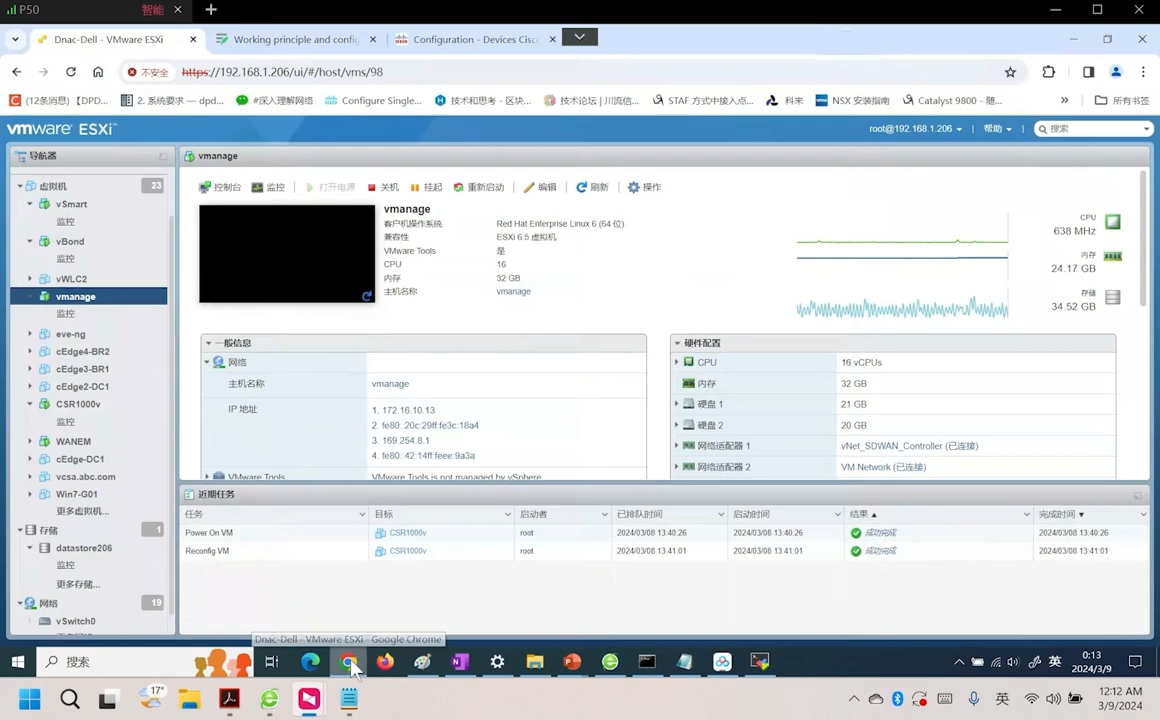 P50 智能
Dnac-Dell - VMware ESXi
Working principle and config
Configuration - Devices Cisc
不安全 https://192.168.1.206/ui/#/host/vms/98
(12条消息) 【DPD...
2. 系统要求 — dpd...
#深入理解网络
Configure Single...
技术和思考 - 区块...
技术论坛 | 川流信...
STAF 方式中接入点...
科来
NSX 安装指南
Catalyst 9800 - 随...
»
所有书签
vmware ESXi™
root@192.168.1.206
帮助
搜索
导航器
vmanage
虚拟机 23
vSmart
监控
vBond
监控
vWLC2
vmanage
监控
eve-ng
cEdge4-BR2
cEdge3-BR1
cEdge2-DC1
CSR1000v
监控
WANEM
cEdge-DC1
vcsa.abc.com
Win7-G01
更多虚拟机...
存储 1
datastore206
监控
更多存储...
网络 19
vSwitch0
控制台 监控 打开电源 关机 挂起 重新启动 编辑 刷新 操作
vmanage
客户机操作系统 Red Hat Enterprise Linux 6 (64 位)
兼容性 ESXi 6.5 虚拟机
VMware Tools 是
CPU 16
内存 32 GB
主机名称 vmanage
CPU
638 MHz
内存
24.17 GB
存储
34.52 GB
一般信息
网络
主机名称 vmanage
IP 地址 1. 172.16.10.13
2. fe80::20c:29ff:fe3c:18a4
3. 169.254.8.1
4. fe80::42:14ff:feee:9a3a
VMware Tools VMware Tools is not managed by vSphere
硬件配置
CPU 16 vCPUs
内存 32 GB
硬盘 1 21 GB
硬盘 2 20 GB
网络适配器 1 vNet_SDWAN_Controller (已连接)
网络适配器 2 VM Network (已连接)
近期任务
任务 目标 启动者 已排队时间 启动时间 结果 ▲ 完成时间 ▼
Power On VM CSR1000v root 2024/03/08 13:40:26 2024/03/08 13:40:26 成功完成 2024/03/08 13:40:26
Reconfig VM CSR1000v root 2024/03/08 13:41:01 2024/03/08 13:41:01 成功完成 2024/03/08 13:41:01
Dnac-Dell - VMware ESXi - Google Chrome
搜索
英
0:13
2024/3/9
17°
英
12:12 AM
3/9/2024